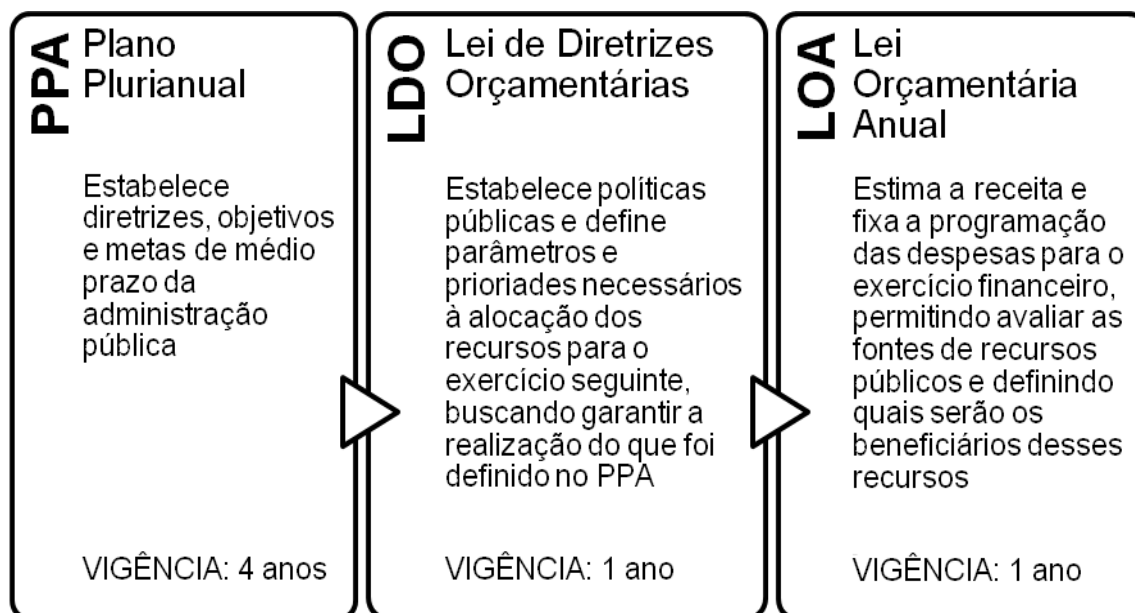 PPA
Plano
Plurianual
Estabelece
diretrizes, objetivos
e metas de médio
prazo da
administração
pública
VIGÊNCIA: 4 anos
LDO
Lei de Diretrizes
Orçamentárias
Estabelece políticas
públicas e define
parâmetros e
prioriades necessários
à alocação dos
recursos para o
exercício seguinte,
buscando garantir a
realização do que foi
definido no PPA
VIGÊNCIA: 1 ano
LOA
Lei
Orçamentária
Anual
Estima a receita e
fixa a programação
das despesas para o
exercício financeiro,
permitindo avaliar as
fontes de recursos
públicos e definindo
quais serão os
beneficiários desses
recursos
VIGÊNCIA: 1 ano